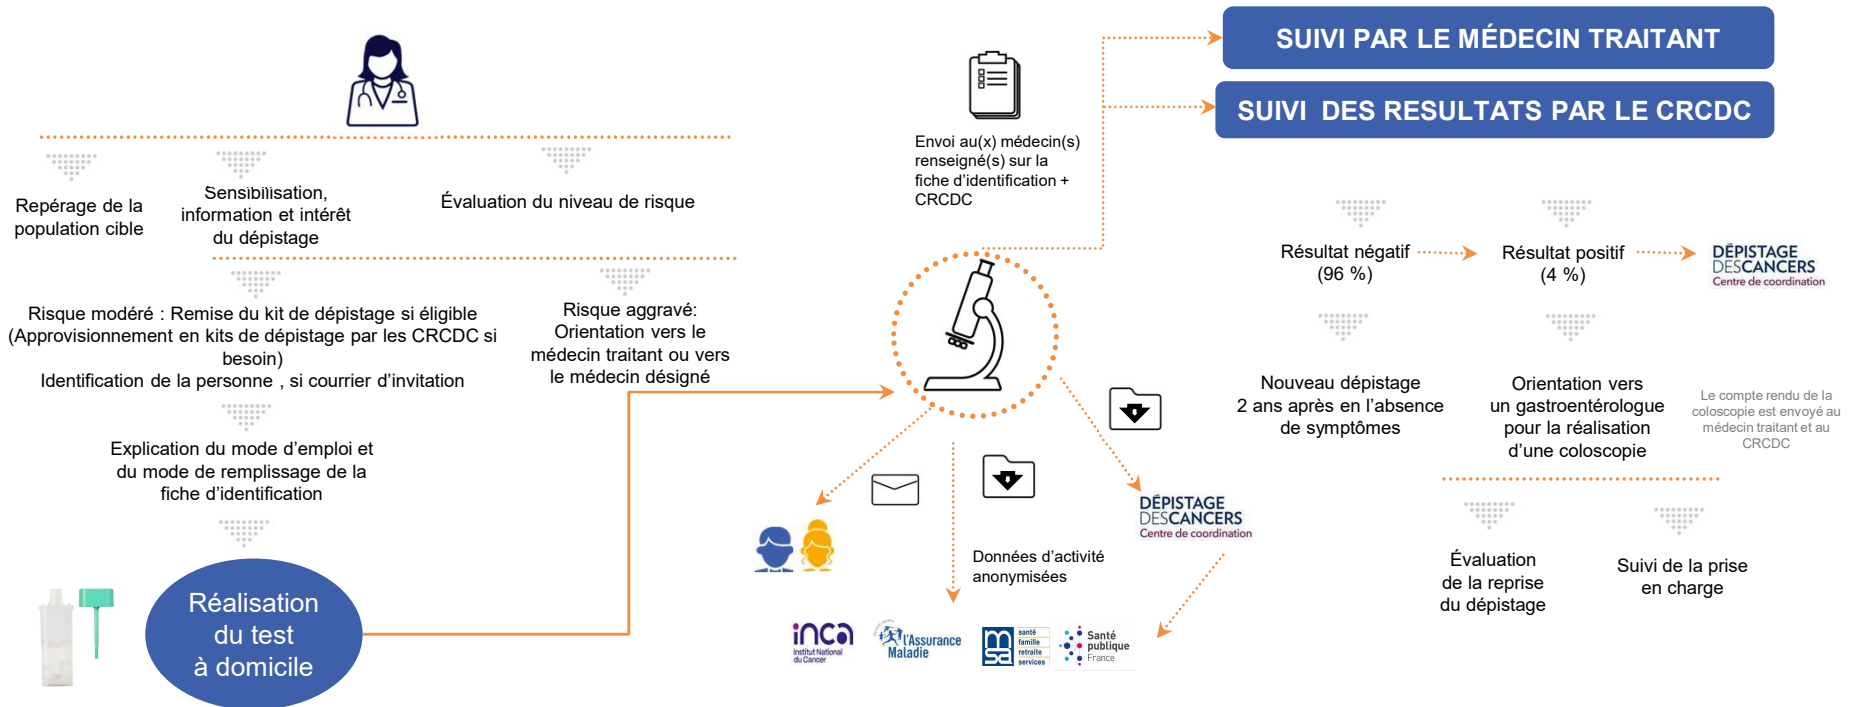 SUIVI PAR LE MÉDECIN TRAITANT
SUIVI DES RESULTATS PAR LE CRCDC
Envoi au(x) médecin(s)
renseigné(s) sur la
fiche d’identification +
CRCDC
Repérage de la
population cible
Sensibilisation,
information et intérêt
du dépistage
Évaluation du niveau de risque
Risque modéré : Remise du kit de dépistage si éligible
(Approvisionnement en kits de dépistage par les CRCDC si
besoin)
Identification de la personne , si courrier d’invitation
Risque aggravé:
Orientation vers le
médecin traitant ou vers
le médecin désigné
Explication du mode d’emploi et
du mode de remplissage de la
fiche d’identification
Réalisation
du test
à domicile
Résultat négatif
(96 %)
Résultat positif
(4 %)
DÉPISTAGE
DESCANCERS
Centre de coordination
Nouveau dépistage
2 ans après en l’absence
de symptômes
Orientation vers
un gastroentérologue
pour la réalisation
d’une coloscopie
Le compte rendu de la
coloscopie est envoyé au
médecin traitant et au
CRCDC
Évaluation
de la reprise
du dépistage
Suivi de la prise
en charge
DÉPISTAGE
DESCANCERS
Centre de coordination
Données d’activité
anonymisées
inca
Institut National
du Cancer
l'Assurance
Maladie
msa
santé
famille
retraite
services
Santé
publique
France